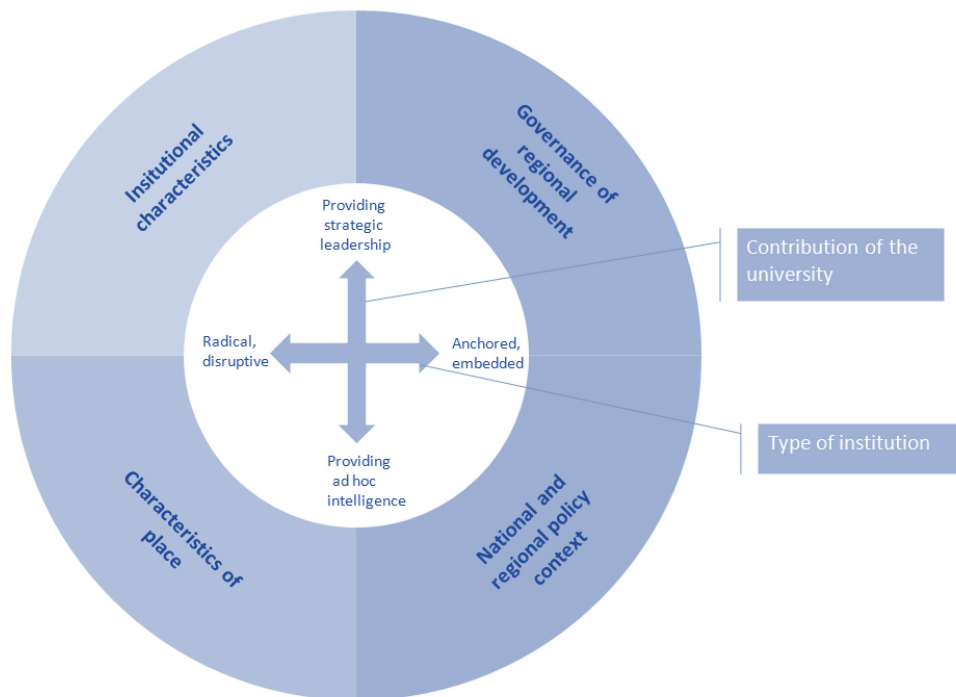 Insitutional
characteristics
Governance of
regional
development
Providing
strategic
leadership
Contribution of the
university
Radical,
disruptive
Anchored,
embedded
Type of institution
Providing
ad hoc
intelligence
Characteristics of
place
National and
regional policy
context